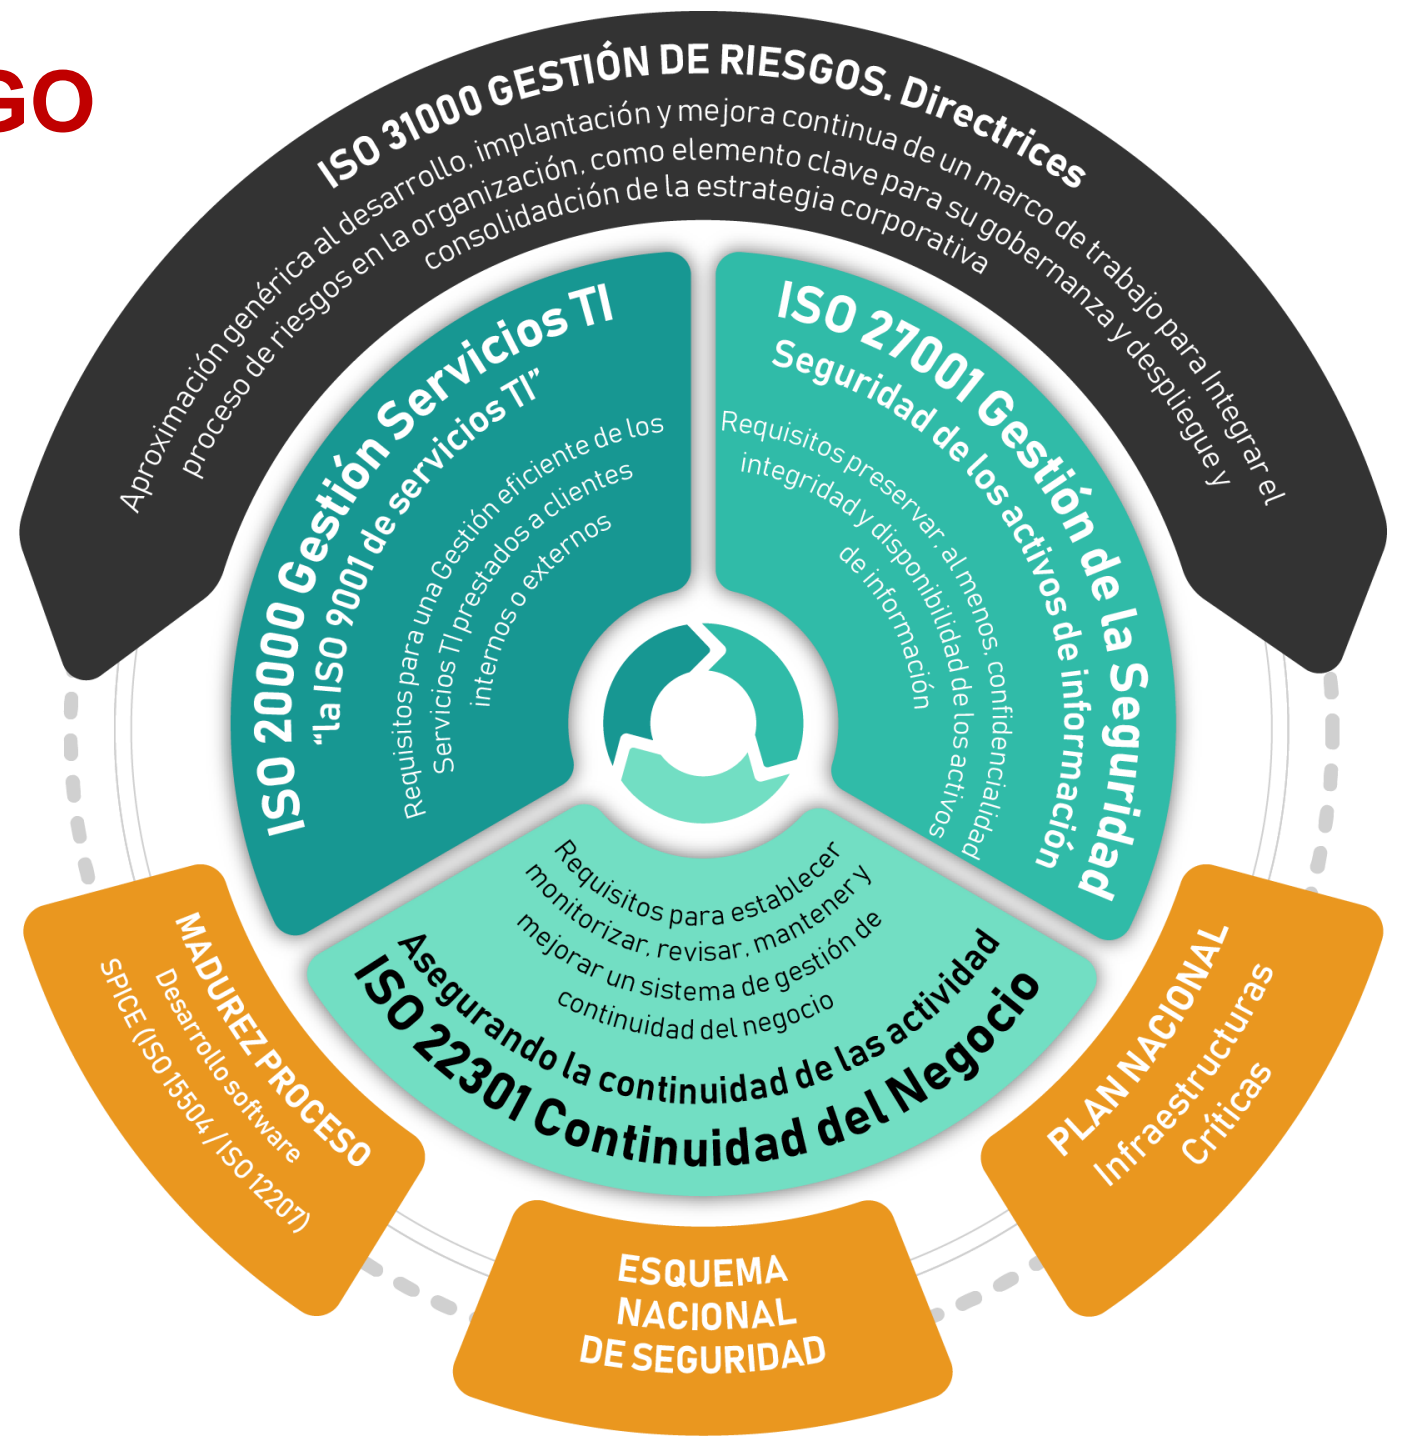 GO
ISO 31000 GESTIÓN DE RIESGOS. Directrices
Aproximación genérica al desarrollo, implantación y mejora continua de un marco de trabajo para Integrar el
proceso de riesgos en la organización, como elemento clave para su gobernanza y despliegue y
consolidadción de la estrategia corporativa
ISO 20000 Gestión Servicios TI
"la ISO 9001 de servicios TI"
Requisitos para una Gestión eficiente de los
Servicios TI prestados a clientes
internos o externos
ISO 27001 Gestión de la Seguridad
Seguridad de los activos de información
Requisitos preservar, al menos, confidencialidad
integridad y disponibilidad de los activos
de información
Requisitos para establecer
monitorizar, revisar, mantener y
mejorar un sistema de gestión de
continuidad del negocio
Asegurando la continuidad de las actividad
ISO 22301 Continuidad del Negocio
MADUREZ PROCESO
Desarrollo software
SPICE (ISO 15504 / ISO 12207)
ESQUEMA
NACIONAL
DE SEGURIDAD
PLAN NACIONAL
Infraestructuras
Críticas